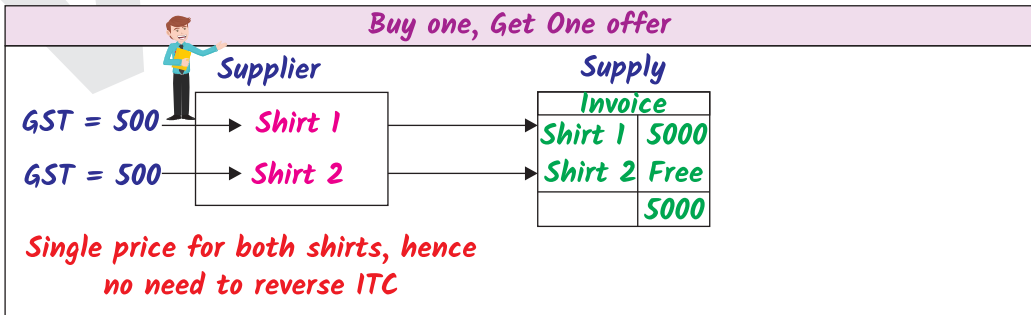 Buy one, Get One offer
Supplier
Supply
Invoice
GST = 500 Shirt 1 Shirt 1 5000
GST = 500 Shirt 2 Shirt 2 Free
5000
Single price for both shirts, hence
no need to reverse ITC